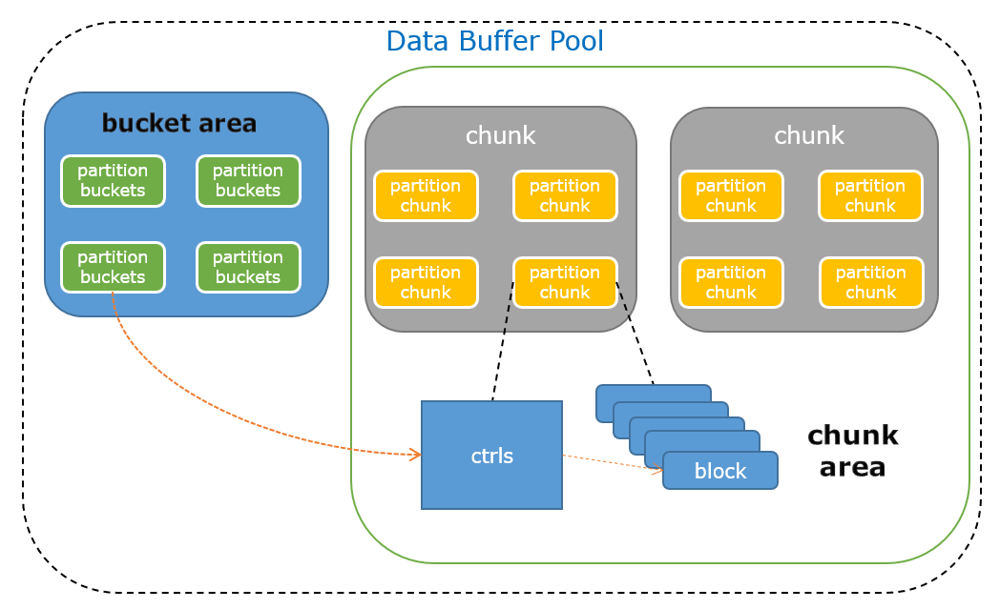 Data Buffer Pool
bucket area
partition
buckets
partition
buckets
partition
buckets
partition
buckets
chunk
partition
chunk
partition
chunk
partition
chunk
partition
chunk
chunk
partition
chunk
partition
chunk
partition
chunk
partition
chunk
ctrls
block
chunk
area